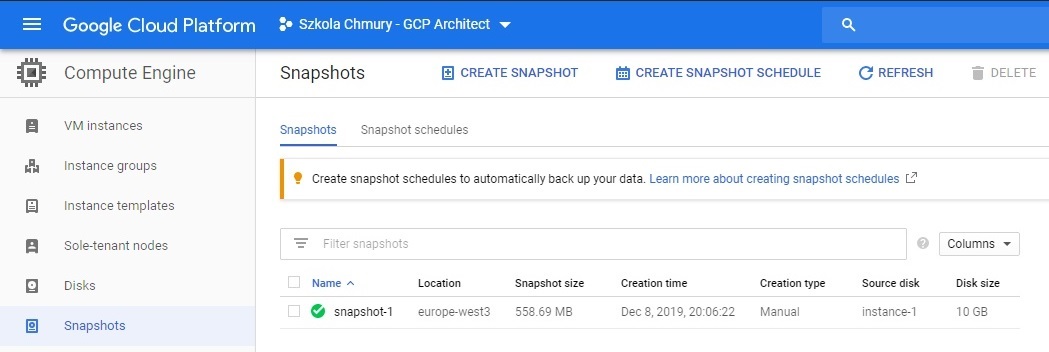 Google Cloud Platform
Szkola Chmury - GCP Architect
Compute Engine
Snapshots
CREATE SNAPSHOT
CREATE SNAPSHOT SCHEDULE
REFRESH
DELETE
VM instances
Instance groups
Instance templates
Sole-tenant nodes
Disks
Snapshots
Snapshots Snapshot schedules
Create snapshot schedules to automatically back up your data. Learn more about creating snapshot schedules
Filter snapshots
Columns
Name Location Snapshot size Creation time Creation type Source disk Disk size
snapshot-1 europe-west3 558.69 MB Dec 8, 2019, 20:06:22 Manual instance-1 10 GB